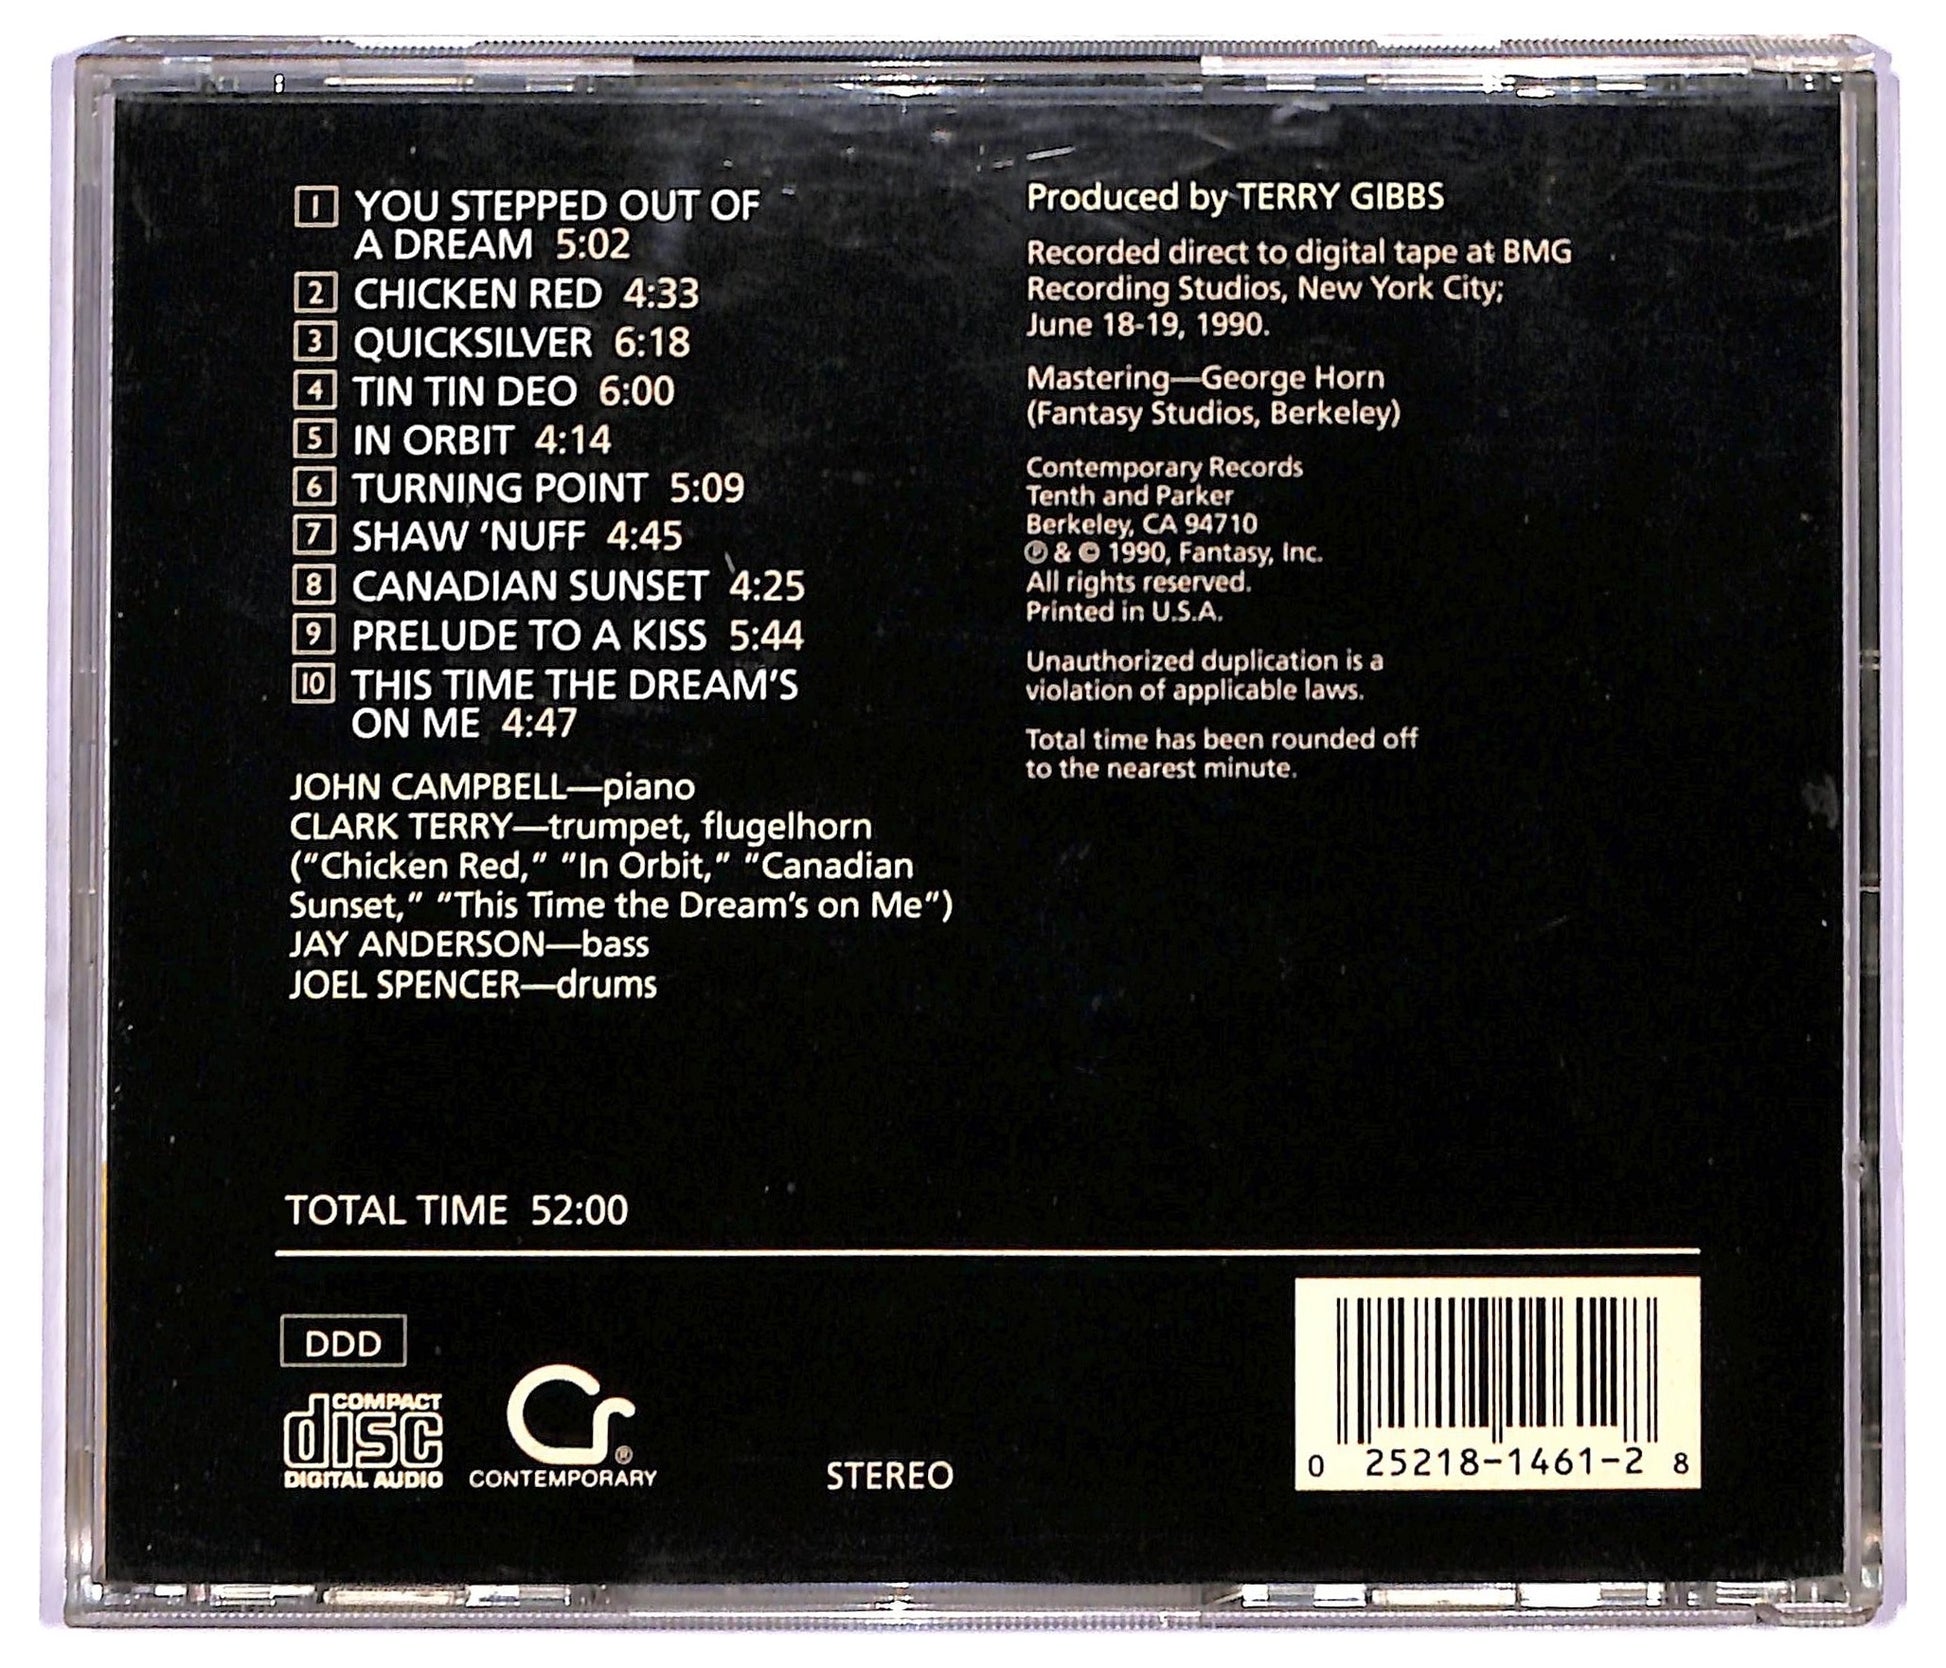 1 YOU STEPPED OUT OF
A DREAM 5:02
2 CHICKEN RED 4:33
3 QUICKSILVER 6:18
4 TIN TIN DEO 6:00
5 IN ORBIT 4:14
6 TURNING POINT 5:09
7 SHAW ’NUFF 4:45
8 CANADIAN SUNSET 4:25
9 PRELUDE TO A KISS 5:44
10 THIS TIME THE DREAM’S
ON ME 4:47
JOHN CAMPBELL—piano
CLARK TERRY—trumpet, flugelhorn
(“Chicken Red,” “In Orbit,” “Canadian
Sunset,” “This Time the Dream’s on Me”)
JAY ANDERSON—bass
JOEL SPENCER—drums
Produced by TERRY GIBBS
Recorded direct to digital tape at BMG
Recording Studios, New York City;
June 18-19, 1990.
Mastering—George Horn
(Fantasy Studios, Berkeley)
Contemporary Records
Tenth and Parker
Berkeley, CA 94710
℗ & © 1990, Fantasy, Inc.
All rights reserved.
Printed in U.S.A.
Unauthorized duplication is a
violation of applicable laws.
Total time has been rounded off
to the nearest minute.
TOTAL TIME 52:00
DDD
COMPACT
disc
DIGITAL AUDIO
Cr®
CONTEMPORARY
STEREO
0 25218-1461-2 8